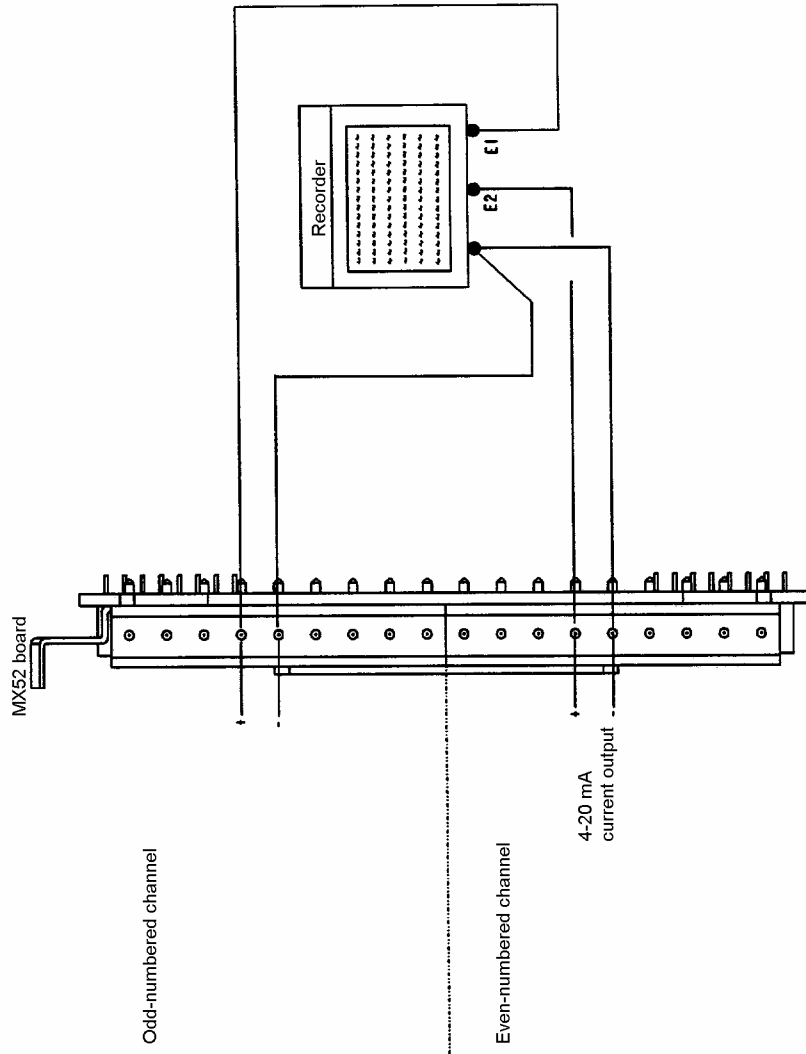 MX52 board
Odd-numbered channel
+
-
Recorder
E1
E2
Even-numbered channel
+
-
4-20 mA
current output